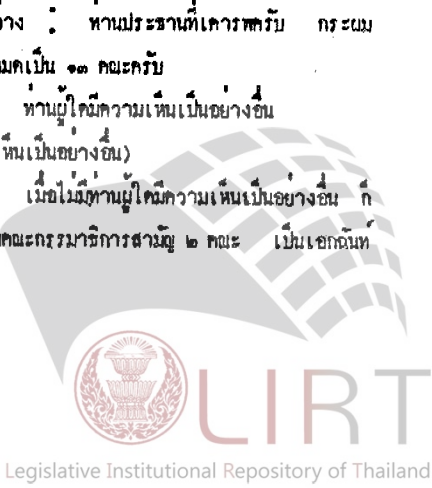 วาง : ท่านประธานที่เคารพครับ กระผม
หมดเป็น ๑๓ คณะครับ
ท่านผู้ใดมีความเห็นเป็นอย่างอื่น
ห็นเป็นอย่างอื่น)
เมื่อไม่มีท่านผู้ใดมีความเห็นเป็นอย่างอื่น ก็
คณะกรรมาธิการสามัญ ๒ คณะ เป็นเอกฉันท์
LIRT
Legislative Institutional Repository of Thailand